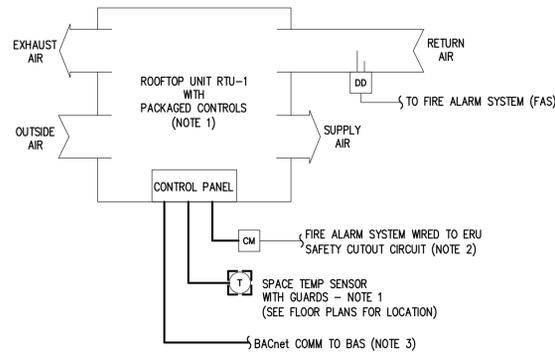 EXHAUST
AIR
RETURN
AIR
ROOFTOP UNIT RTU-1
WITH
PACKAGED CONTROLS
(NOTE 1)
DD
TO FIRE ALARM SYSTEM (FAS)
OUTSIDE
AIR
SUPPLY
AIR
CONTROL PANEL
CM
FIRE ALARM SYSTEM WIRED TO ERU
SAFETY CUTOUT CIRCUIT (NOTE 2)
T
SPACE TEMP SENSOR
WITH GUARDS - NOTE 1
(SEE FLOOR PLANS FOR LOCATION)
BACnet COMM TO BAS (NOTE 3)